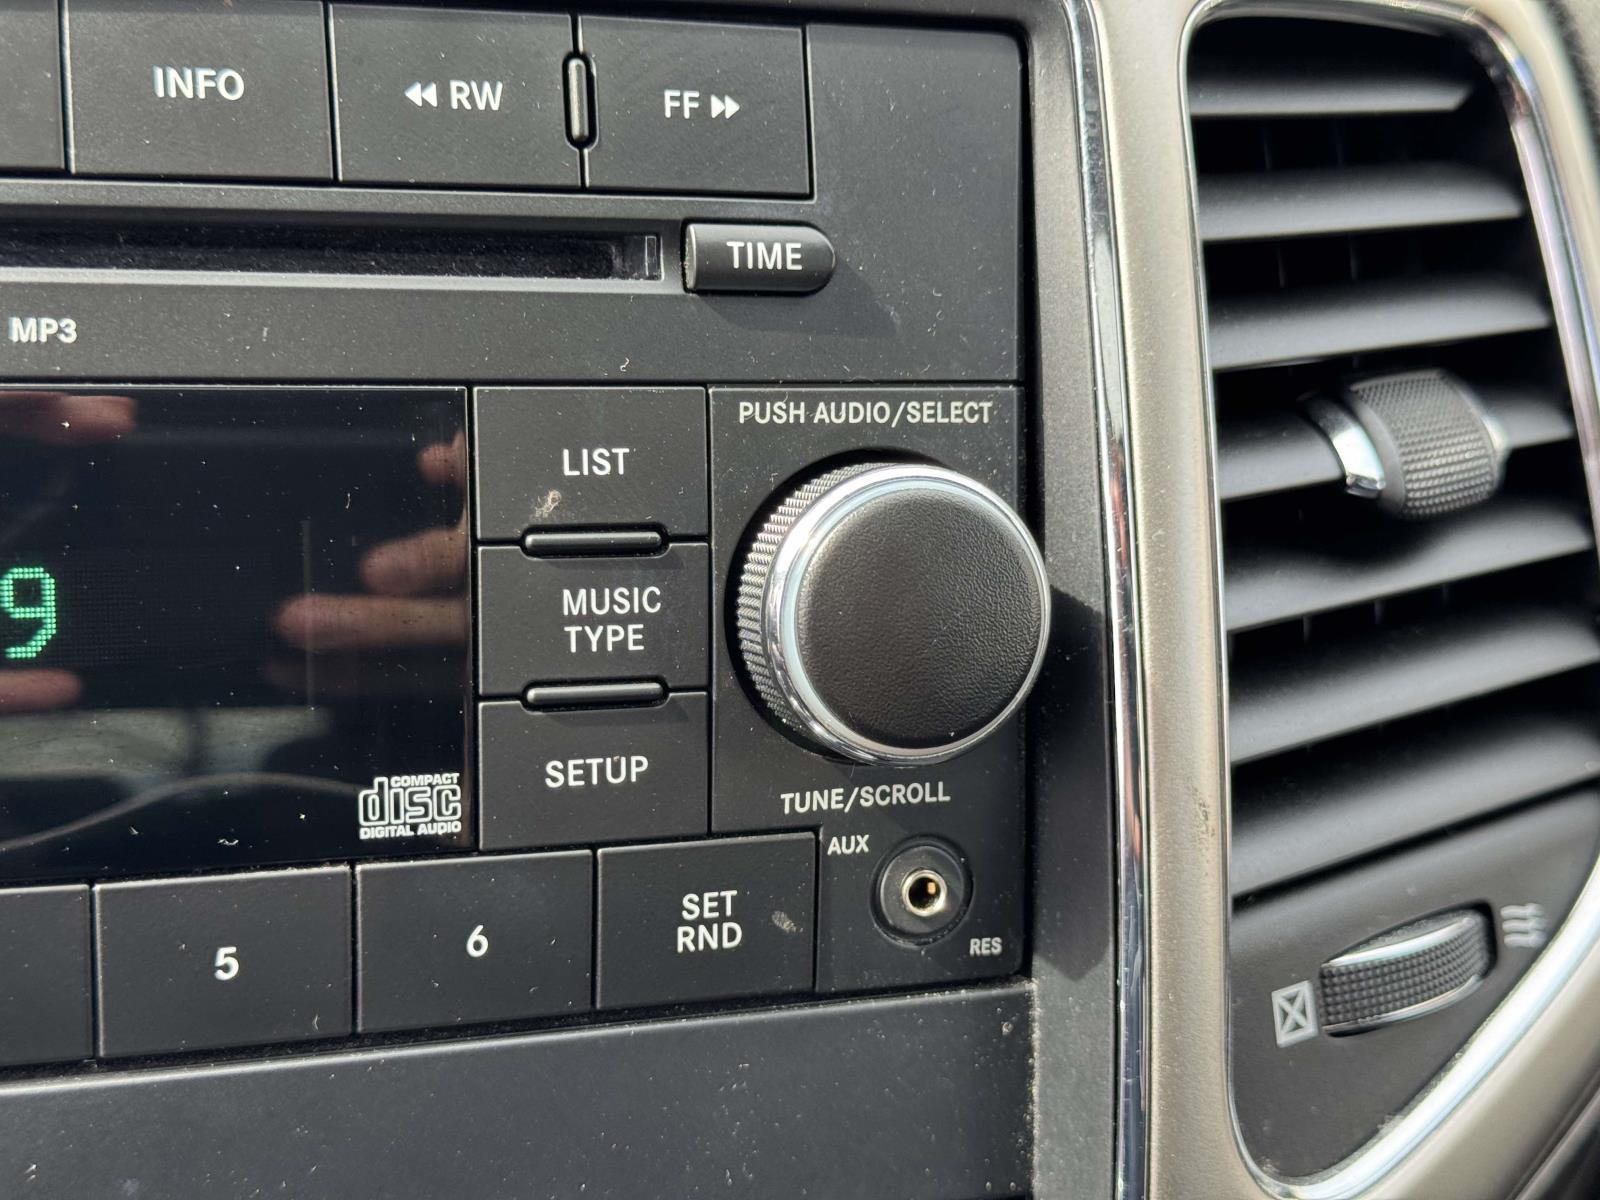 INFO
RW
FF
TIME
MP3
PUSH AUDIO/SELECT
LIST
9
MUSIC
TYPE
SETUP
COMPACT
disc
DIGITAL AUDIO
TUNE/SCROLL
AUX
5
6
SET
RND
RES